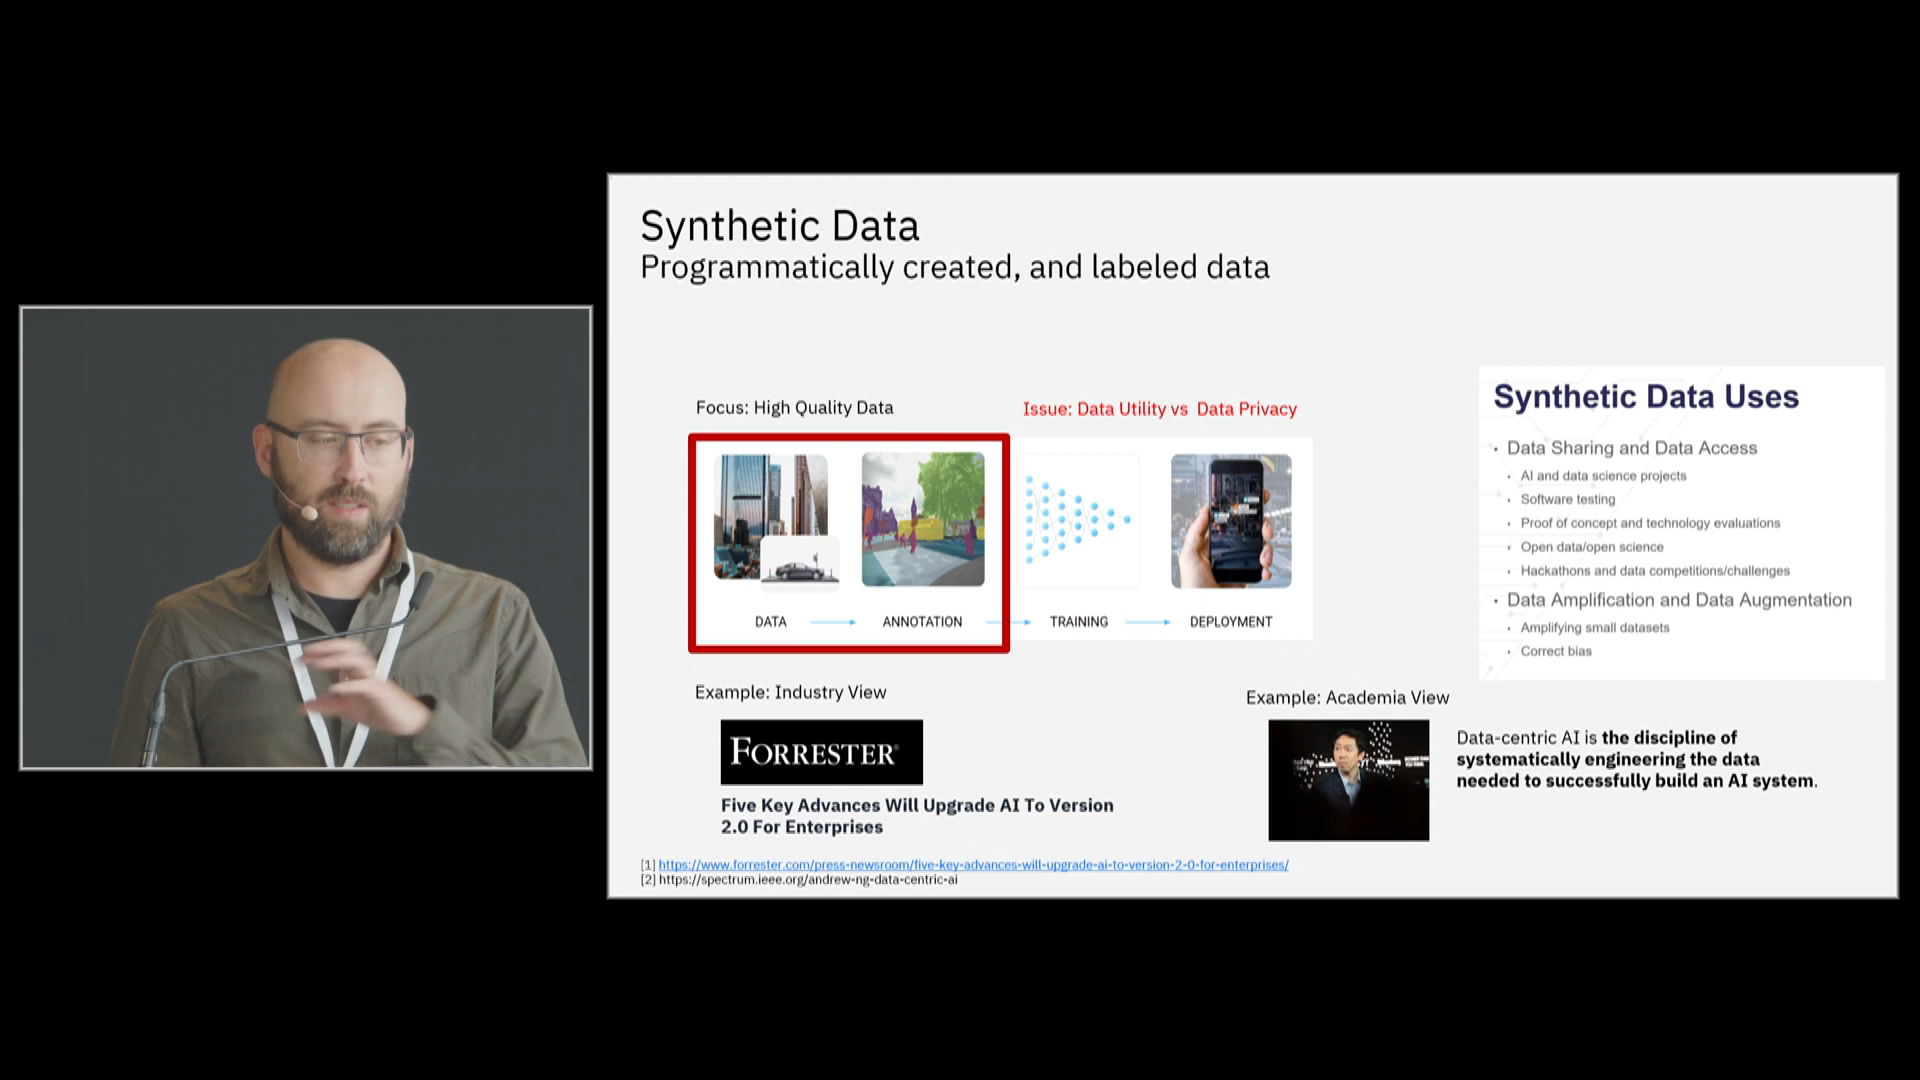 Synthetic Data
Programmatically created, and labeled data
Focus: High Quality Data
Issue: Data Utility vs Data Privacy
DATA
ANNOTATION
TRAINING
DEPLOYMENT
Synthetic Data Uses
• Data Sharing and Data Access
• AI and data science projects
• Software testing
• Proof of concept and technology evaluations
• Open data/open science
• Hackathons and data competitions/challenges
• Data Amplification and Data Augmentation
• Amplifying small datasets
• Correct bias
Example: Industry View
FORRESTER®
Five Key Advances Will Upgrade AI To Version
2.0 For Enterprises
Example: Academia View
Data-centric AI is the discipline of
systematically engineering the data
needed to successfully build an AI system.
[1] https://www.forrester.com/press-newsroom/five-key-advances-will-upgrade-ai-to-version-2-0-for-enterprises/
[2] https://spectrum.ieee.org/andrew-ng-data-centric-ai